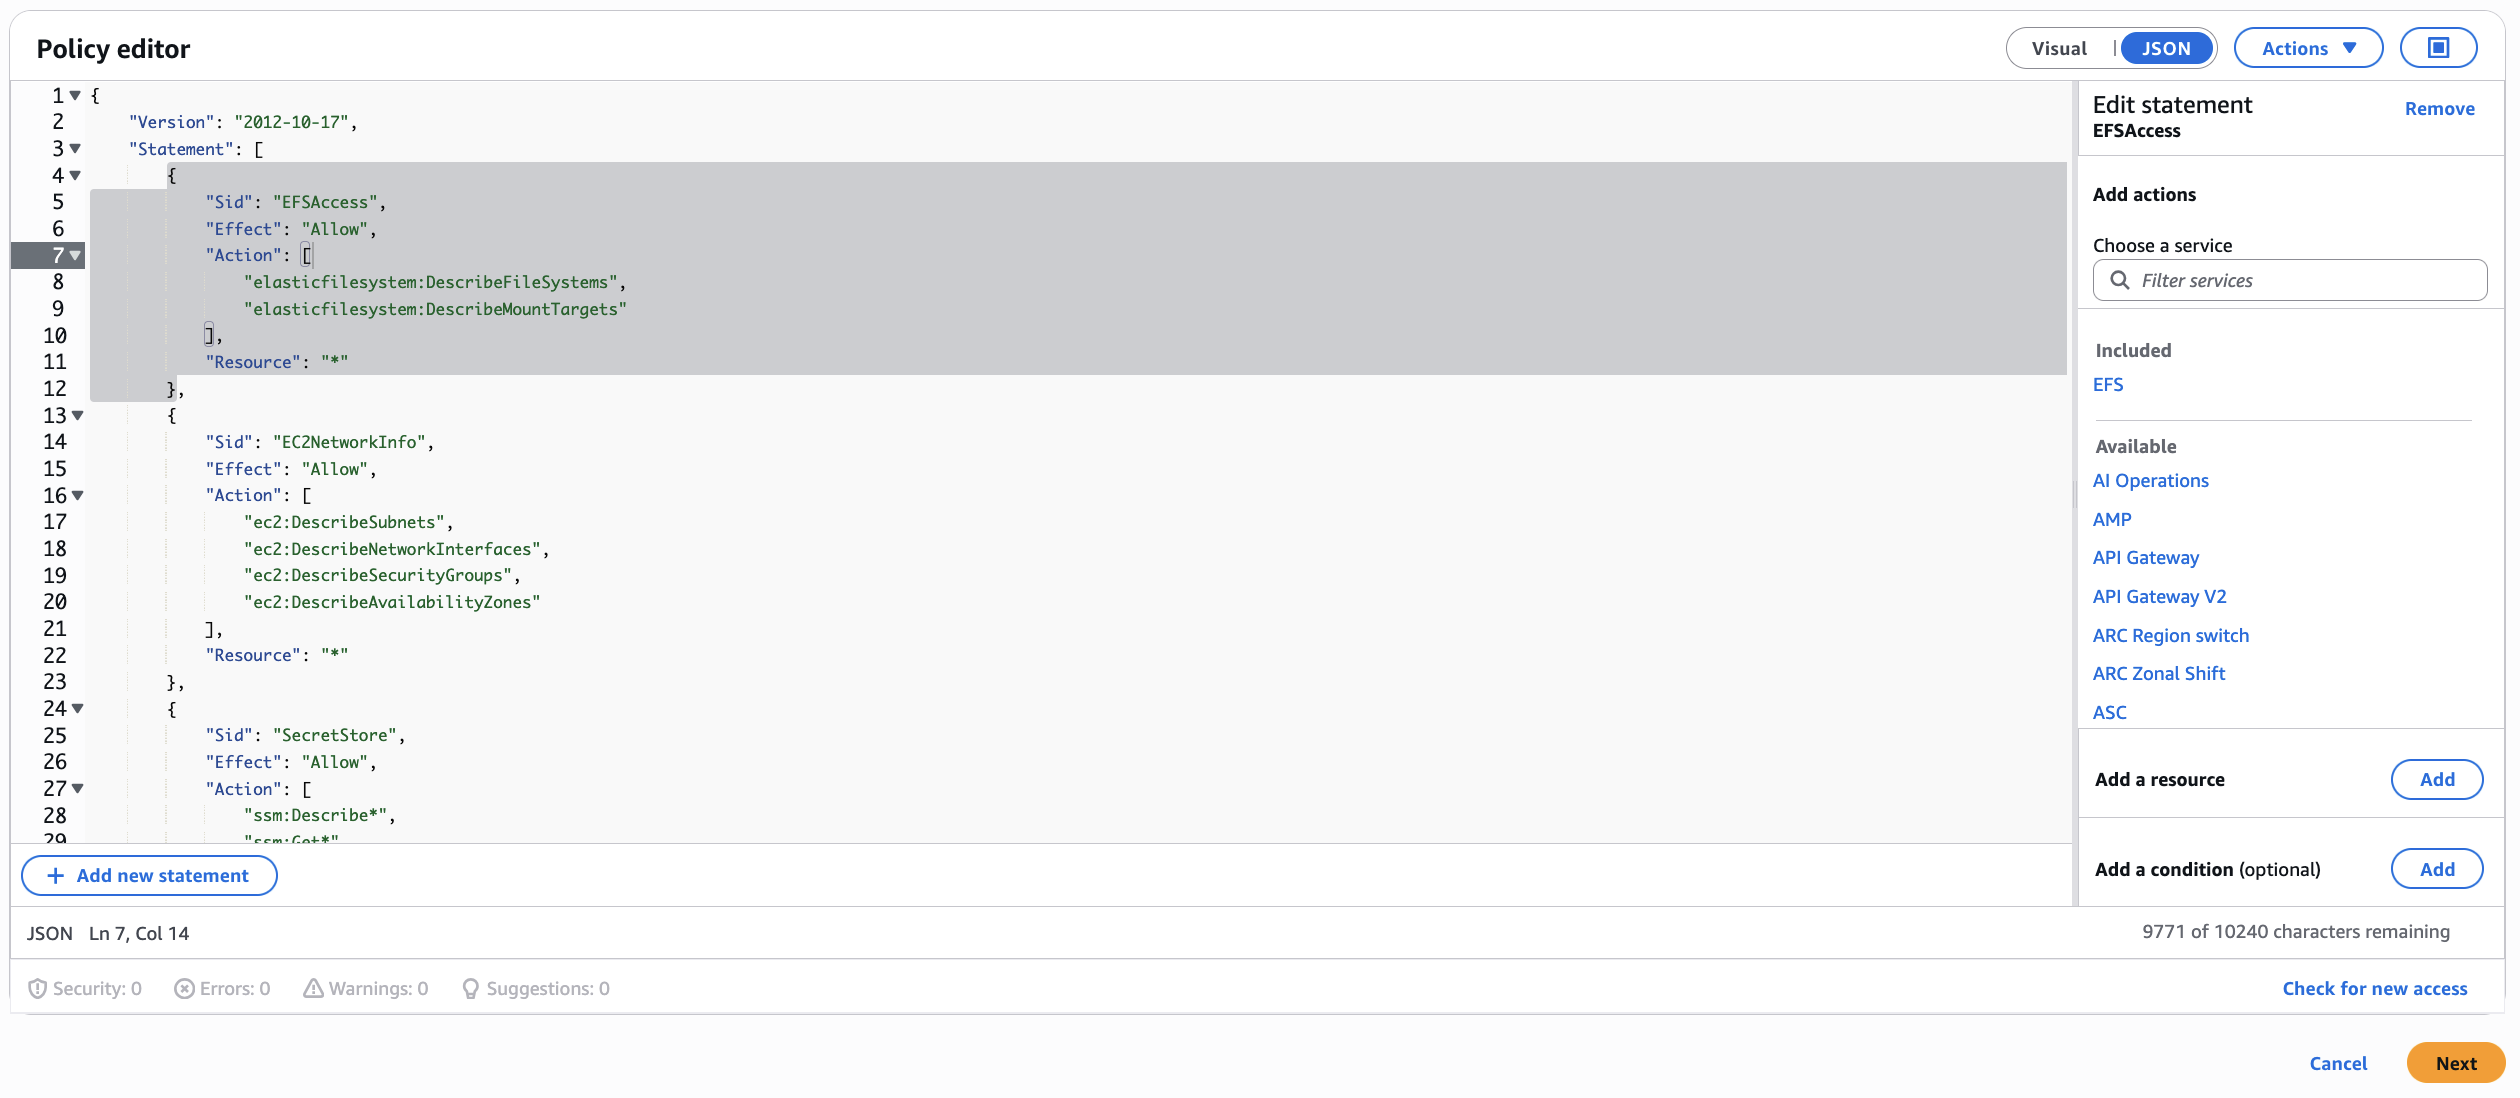 Policy editor
Visual
JSON
Actions
1 {
2 "Version": "2012-10-17",
3 "Statement": [
4 {
5 "Sid": "EFSAccess",
6 "Effect": "Allow",
7 "Action": [
8 "elasticfilesystem:DescribeFileSystems",
9 "elasticfilesystem:DescribeMountTargets"
10 ],
11 "Resource": "*"
12 },
13 {
14 "Sid": "EC2NetworkInfo",
15 "Effect": "Allow",
16 "Action": [
17 "ec2:DescribeSubnets",
18 "ec2:DescribeNetworkInterfaces",
19 "ec2:DescribeSecurityGroups",
20 "ec2:DescribeAvailabilityZones"
21 ],
22 "Resource": "*"
23 },
24 {
25 "Sid": "SecretStore",
26 "Effect": "Allow",
27 "Action": [
28 "ssm:Describe*",
29 "ssm:Get*"
Add new statement
Edit statement
Remove
EFSAccess
Add actions
Choose a service
Filter services
Included
EFS
Available
AI Operations
AMP
API Gateway
API Gateway V2
ARC Region switch
ARC Zonal Shift
ASC
Add a resource
Add
Add a condition (optional)
Add
JSON Ln 7, Col 14
9771 of 10240 characters remaining
Security: 0 Errors: 0 Warnings: 0 Suggestions: 0
Check for new access
Cancel
Next